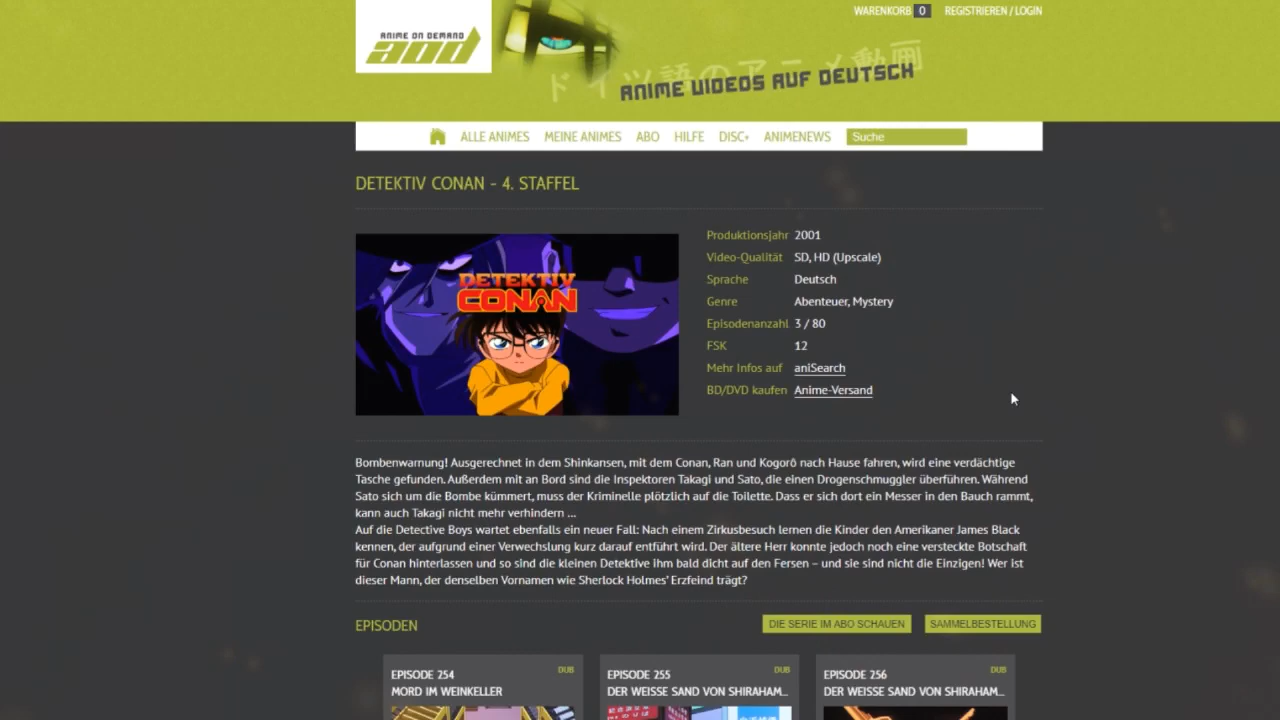 WARENKORB 0 REGISTRIEREN / LOGIN
ANIME ON DEMAND
aod
ドイツ語のアニメ動画
ANIME VIDEOS AUF DEUTSCH
ALLE ANIMES MEINE ANIMES ABO HILFE DISC+ ANIMENEWS Suche
DETEKTIV CONAN - 4. STAFFEL
DETEKTIV
CONAN
Produktionsjahr 2001
Video-Qualität SD, HD (Upscale)
Sprache Deutsch
Genre Abenteuer, Mystery
Episodenanzahl 3 / 80
FSK 12
Mehr Infos auf aniSearch
BD/DVD kaufen Anime-Versand
Bombenwarnung! Ausgerechnet in dem Shinkansen, mit dem Conan, Ran und Kogorô nach Hause fahren, wird eine verdächtige
Tasche gefunden. Außerdem mit an Bord sind die Inspektoren Takagi und Sato, die einen Drogenschmuggler überführen. Während
Sato sich um die Bombe kümmert, muss der Kriminelle plötzlich auf die Toilette. Dass er sich dort ein Messer in den Bauch rammt,
kann auch Takagi nicht mehr verhindern ...
Auf die Detective Boys wartet ebenfalls ein neuer Fall: Nach einem Zirkusbesuch lernen die Kinder den Amerikaner James Black
kennen, der aufgrund einer Verwechslung kurz darauf entführt wird. Der ältere Herr konnte jedoch noch eine versteckte Botschaft
für Conan hinterlassen und so sind die kleinen Detektive ihm bald dicht auf den Fersen – und sie sind nicht die Einzigen! Wer ist
dieser Mann, der denselben Vornamen wie Sherlock Holmes' Erzfeind trägt?
EPISODEN DIE SERIE IM ABO SCHAUEN SAMMELBESTELLUNG
EPISODE 254 DUB
MORD IM WEINKELLER
EPISODE 255 DUB
DER WEISSE SAND VON SHIRAHAM...
EPISODE 256 DUB
DER WEISSE SAND VON SHIRAHAM...